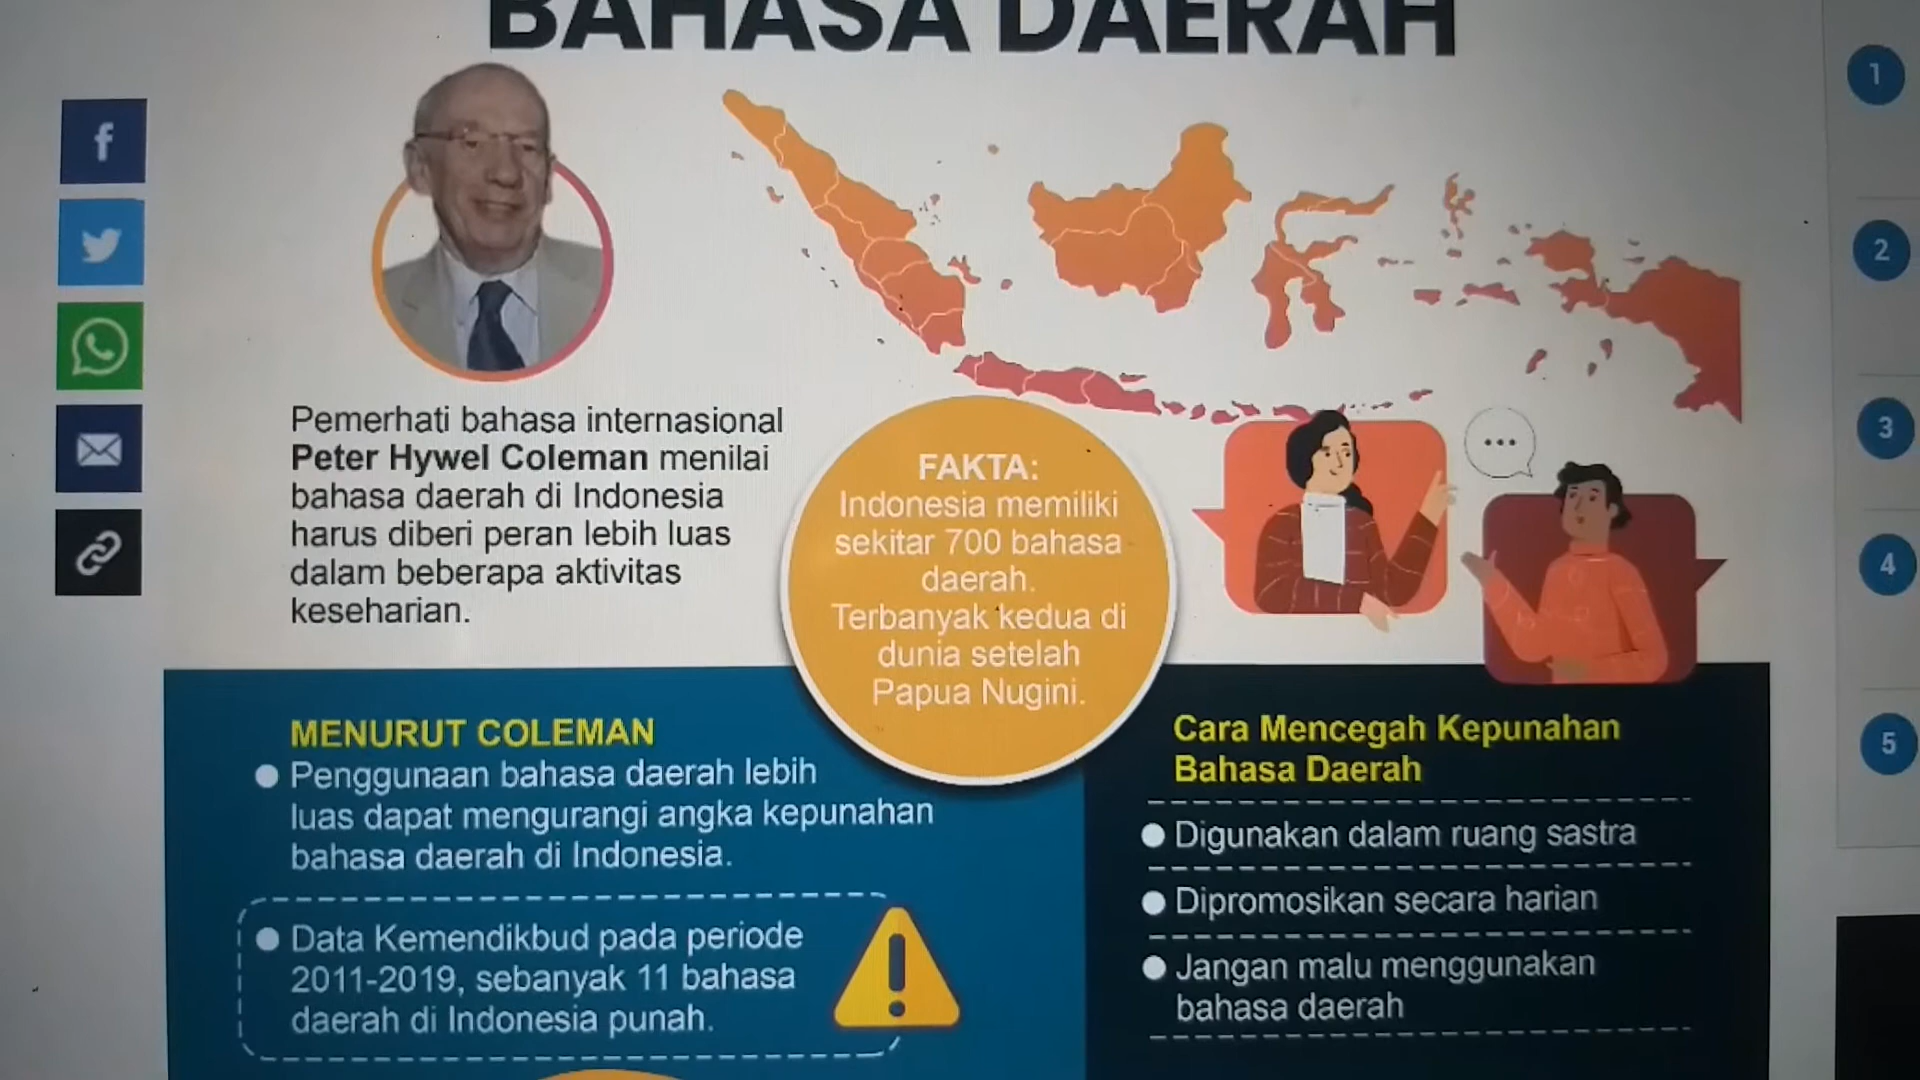 BAHASA DAERAH
f
Pemerhati bahasa internasional
Peter Hywel Coleman menilai
bahasa daerah di Indonesia
harus diberi peran lebih luas
dalam beberapa aktivitas
keseharian.
FAKTA:
Indonesia memiliki
sekitar 700 bahasa
daerah.
Terbanyak kedua di
dunia setelah
Papua Nugini.
MENURUT COLEMAN
Penggunaan bahasa daerah lebih
luas dapat mengurangi angka kepunahan
bahasa daerah di Indonesia.
Data Kemendikbud pada periode
2011-2019, sebanyak 11 bahasa
daerah di Indonesia punah.
Cara Mencegah Kepunahan
Bahasa Daerah
Digunakan dalam ruang sastra
Dipromosikan secara harian
Jangan malu menggunakan
bahasa daerah
1
2
3
4
5